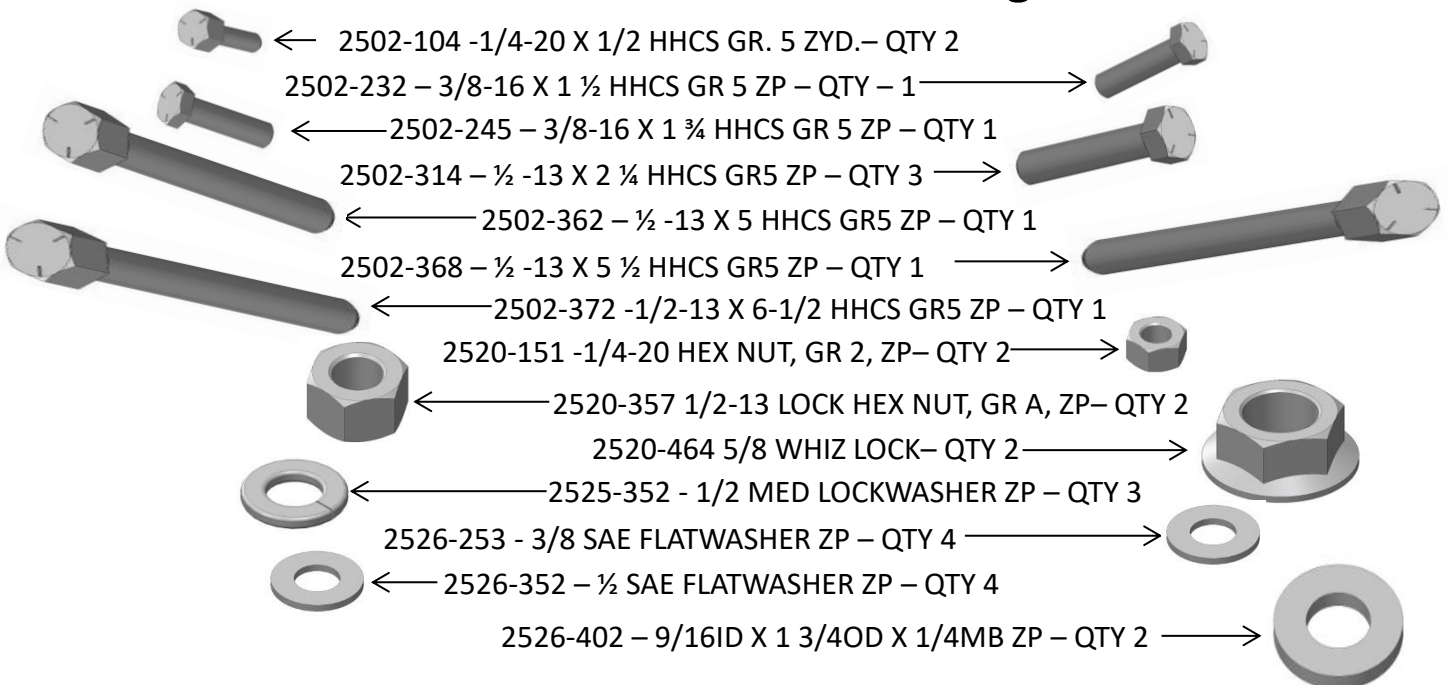 2502-104 -1/4-20 X 1/2 HHCS GR. 5 ZYD.– QTY 2
2502-232 – 3/8-16 X 1 ½ HHCS GR 5 ZP – QTY – 1
2502-245 – 3/8-16 X 1 ¾ HHCS GR 5 ZP – QTY 1
2502-314 – ½ -13 X 2 ¼ HHCS GR5 ZP – QTY 3
2502-362 – ½ -13 X 5 HHCS GR5 ZP – QTY 1
2502-368 – ½ -13 X 5 ½ HHCS GR5 ZP – QTY 1
2502-372 -1/2-13 X 6-1/2 HHCS GR5 ZP – QTY 1
2520-151 -1/4-20 HEX NUT, GR 2, ZP– QTY 2
2520-357 1/2-13 LOCK HEX NUT, GR A, ZP– QTY 2
2520-464 5/8 WHIZ LOCK– QTY 2
2525-352 - 1/2 MED LOCKWASHER ZP – QTY 3
2526-253 - 3/8 SAE FLATWASHER ZP – QTY 4
2526-352 – ½ SAE FLATWASHER ZP – QTY 4
2526-402 – 9/16ID X 1 3/4OD X 1/4MB ZP – QTY 2